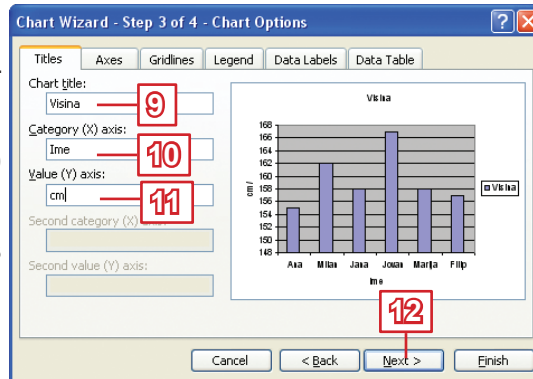 Chart Wizard - Step 3 of 4 - Chart Options
Titles Axes Gridlines Legend Data Labels Data Table
Chart title:
Visina
9
Category (X) axis:
Ime
10
Value (Y) axis:
cm
11
Second category (X) axis:
Second value (Y) axis:
Visina
168
166
164
162
160
158
156
154
152
150
148
cm /
Ana Milan Jana Jovan Marija Filip
Ime
Visina
12
Cancel < Back Next > Finish